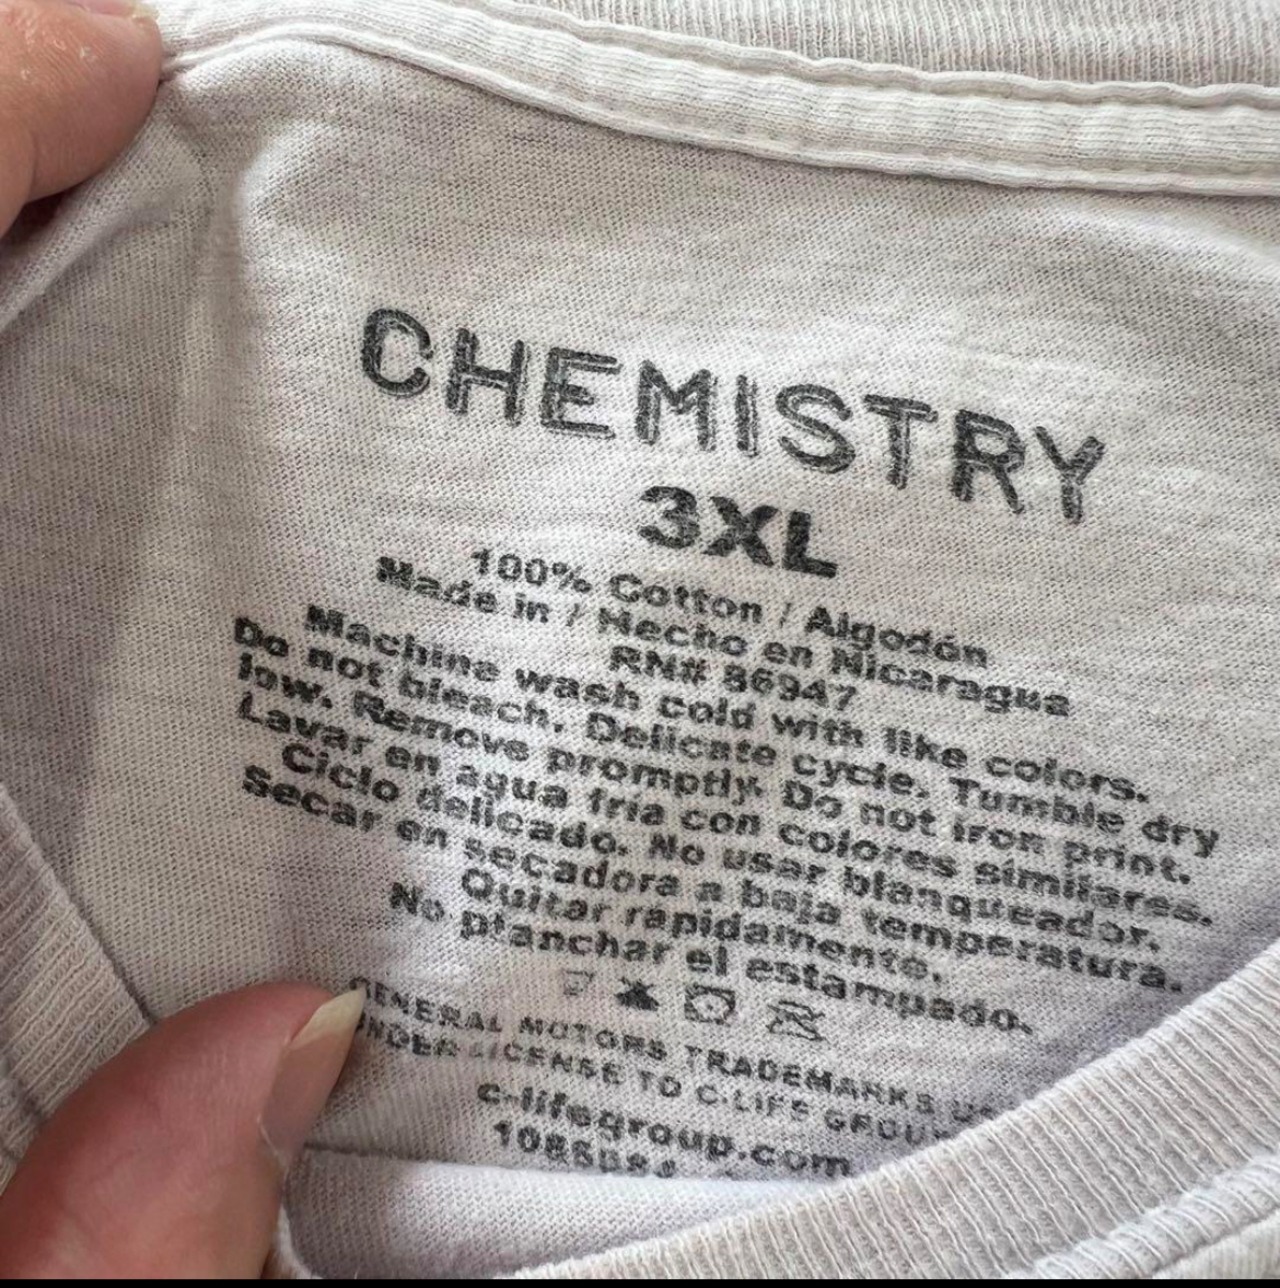 CHEMISTRY
3XL
100% Cotton / Algodón
Made in / Hecho en Nicaragua
RN# 86947
Machine wash cold with like colors.
Do not bleach. Delicate cycle. Tumble dry
low. Remove promptly. Do not iron print.
Lavar en agua fria con colores similares.
Ciclo delicado. No usar blanqueador.
Secar en secadora a baja temperatura.
Quitar rapidamente.
No planchar el estampado.
GENERAL MOTORS TRADEMARKS
UNDER LICENSE TO C-LIFE GROUP
c-lifegroup.com